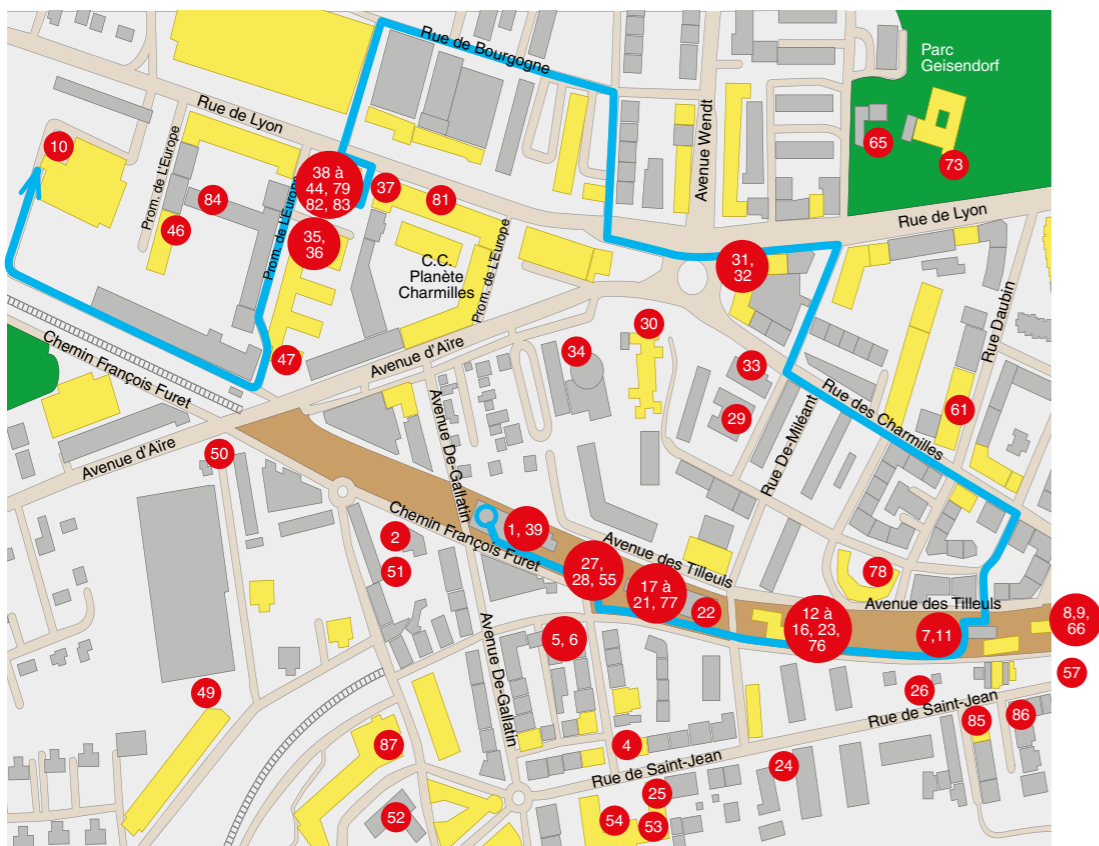 Rue de Bourgogne
Parc
Geisendorf
Rue de Lyon
Avenue Wendt
65
73
10
Prom. de L'Europe
38 à
44, 79
82, 83
37
81
84
46
Prom. de L'Europe
35,
36
C.C.
Planète
Charmilles
Prom. de L'Europe
Rue de Lyon
31,
32
Rue Daubin
30
34
33
47
Avenue d'Aïre
Chemin François Furet
29
Rue De-Miléant
Rue des Charmilles
61
Avenue d'Aïre
50
Avenue De-Gallatin
2
51
1, 39
Chemin François Furet
Avenue des Tilleuls
27,
28, 55
17 à
21, 77
22
78
Avenue des Tilleuls
12 à
16, 23,
76
7,11
8,9,
66
5, 6
Avenue De-Gallatin
57
26
Rue de Saint-Jean
85
86
49
87
4
Rue de Saint-Jean
24
25
52
54
53